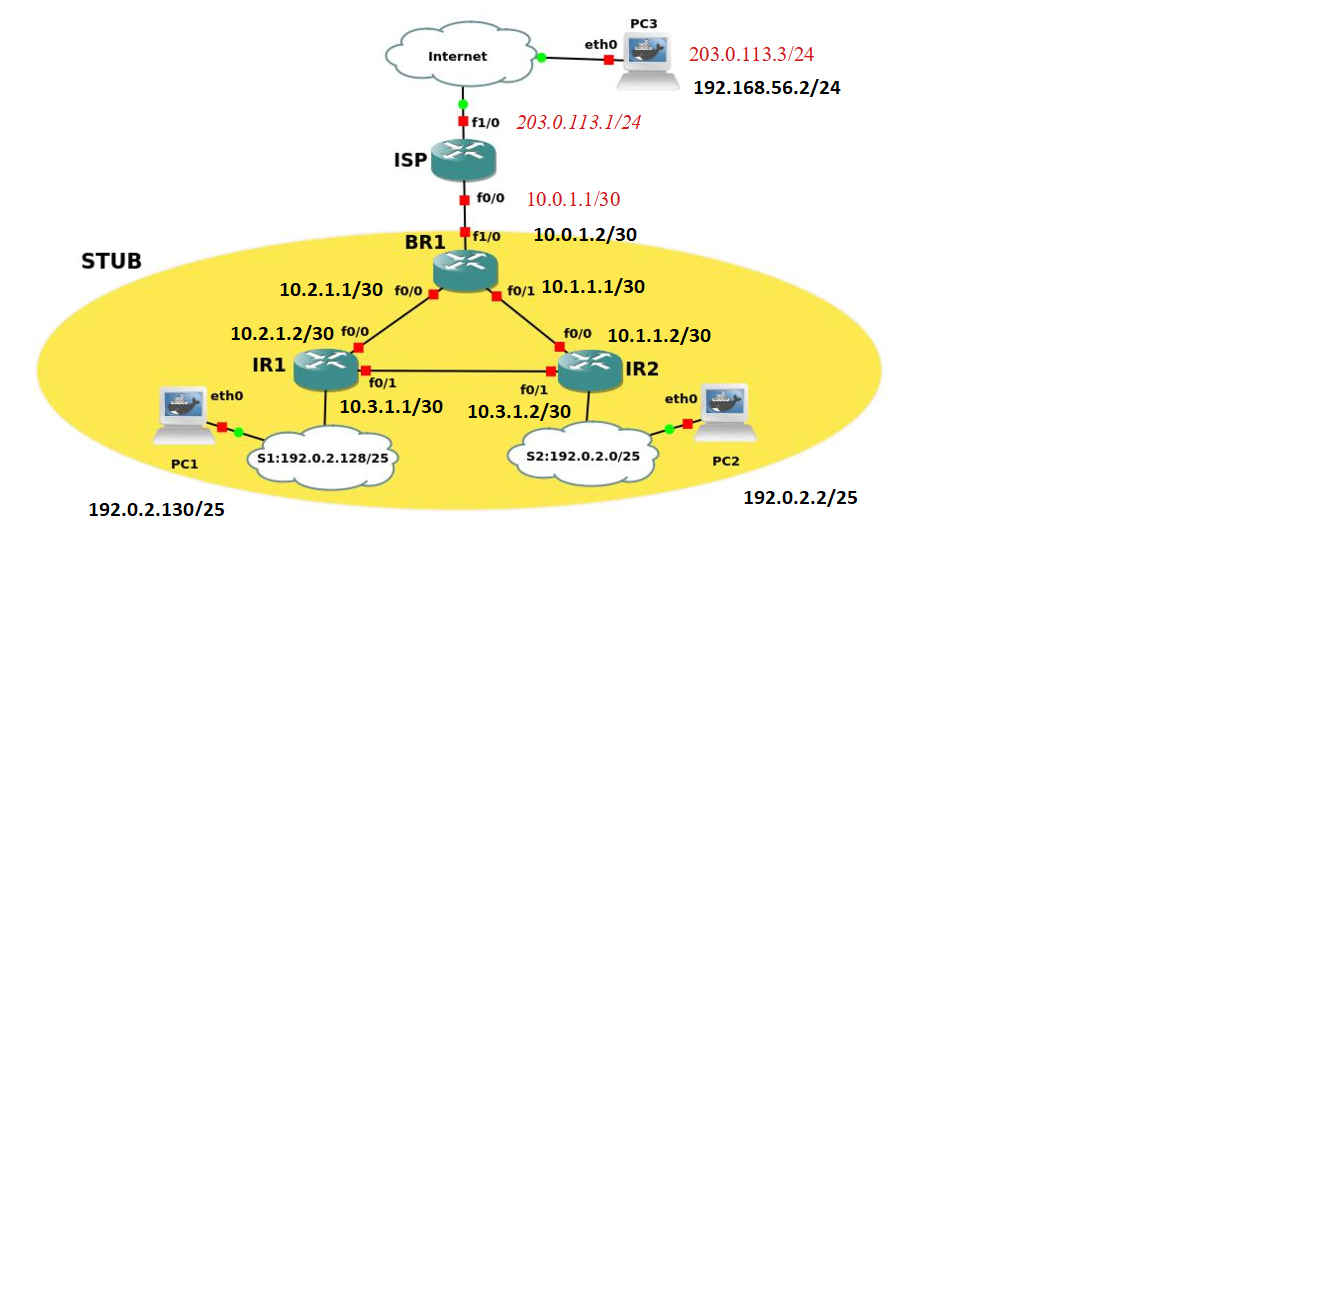 PC3
eth0
203.0.113.3/24
Internet
192.168.56.2/24
f1/0
203.0.113.1/24
ISP
f0/0
10.0.1.1/30
BR1
f1/0
10.0.1.2/30
STUB
10.2.1.1/30
f0/0
f0/1
10.1.1.1/30
10.2.1.2/30
f0/0
f0/0
10.1.1.2/30
IR1
IR2
f0/1
f0/1
eth0
10.3.1.1/30
10.3.1.2/30
eth0
PC1
S1:192.0.2.128/25
S2:192.0.2.0/25
PC2
192.0.2.130/25
192.0.2.2/25